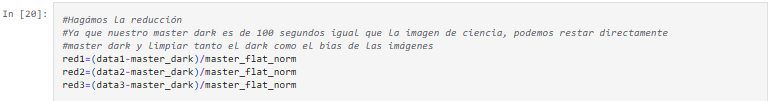 In [20]:
#Hagámos la reducción
#Ya que nuestro master dark es de 100 segundos igual que la imagen de ciencia, podemos restar directamente
#master dark y limpiar tanto el dark como el bias de las imágenes
red1=(data1-master_dark)/master_flat_norm
red2=(data2-master_dark)/master_flat_norm
red3=(data3-master_dark)/master_flat_norm